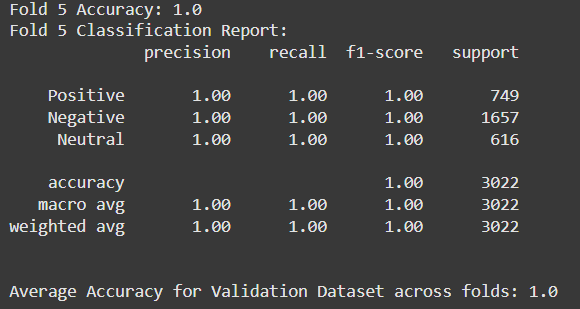 Fold 5 Accuracy: 1.0
Fold 5 Classification Report:
precision recall f1-score support
Positive 1.00 1.00 1.00 749
Negative 1.00 1.00 1.00 1657
Neutral 1.00 1.00 1.00 616
accuracy 1.00 3022
macro avg 1.00 1.00 1.00 3022
weighted avg 1.00 1.00 1.00 3022
Average Accuracy for Validation Dataset across folds: 1.0